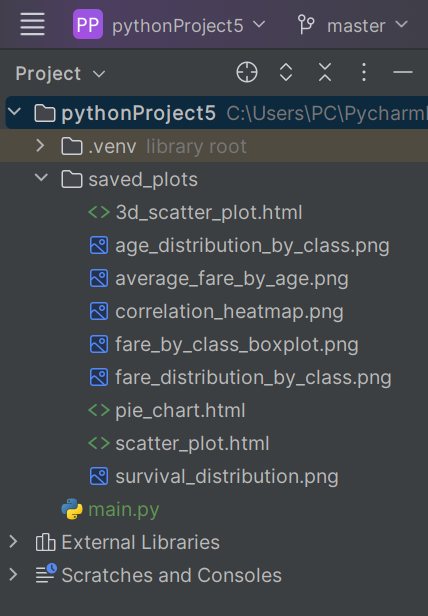 PP pythonProject5 master
Project
pythonProject5 C:\Users\PC\Pycharm
.venv library root
saved_plots
3d_scatter_plot.html
age_distribution_by_class.png
average_fare_by_age.png
correlation_heatmap.png
fare_by_class_boxplot.png
fare_distribution_by_class.png
pie_chart.html
scatter_plot.html
survival_distribution.png
main.py
External Libraries
Scratches and Consoles